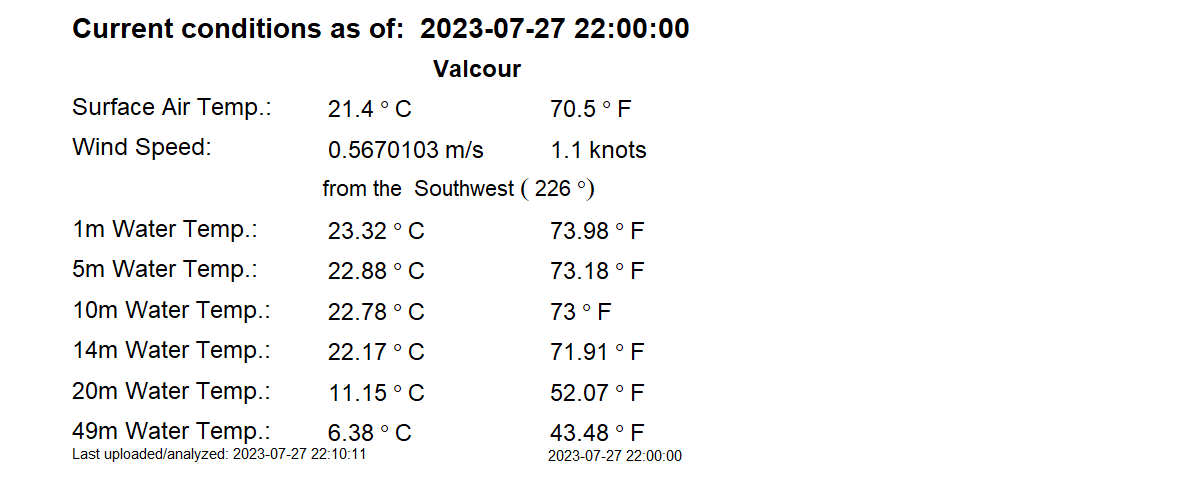 Current conditions as of:  2023-07-27 22:00:00
Valcour
Surface Air Temp.: 21.4 ° C 70.5 ° F
Wind Speed: 0.5670103 m/s 1.1 knots
from the  Southwest ( 226 °)
1m Water Temp.: 23.32 ° C 73.98 ° F
5m Water Temp.: 22.88 ° C 73.18 ° F
10m Water Temp.: 22.78 ° C 73 ° F
14m Water Temp.: 22.17 ° C 71.91 ° F
20m Water Temp.: 11.15 ° C 52.07 ° F
49m Water Temp.: 6.38 ° C 43.48 ° F
Last uploaded/analyzed: 2023-07-27 22:10:11 2023-07-27 22:00:00